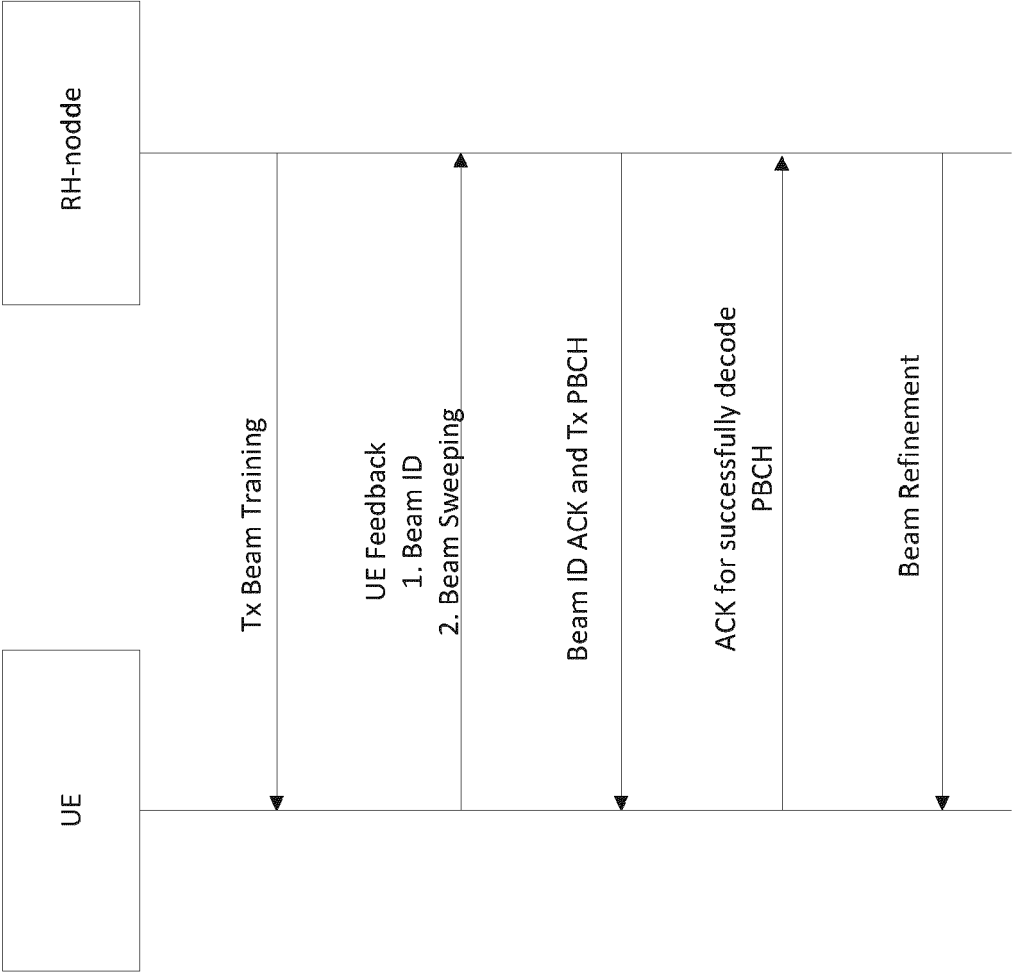 UE
RH-nodde
Tx Beam Training
UE Feedback
1. Beam ID
2. Beam Sweeping
Beam ID ACK and Tx PBCH
ACK for successfully decode
PBCH
Beam Refinement